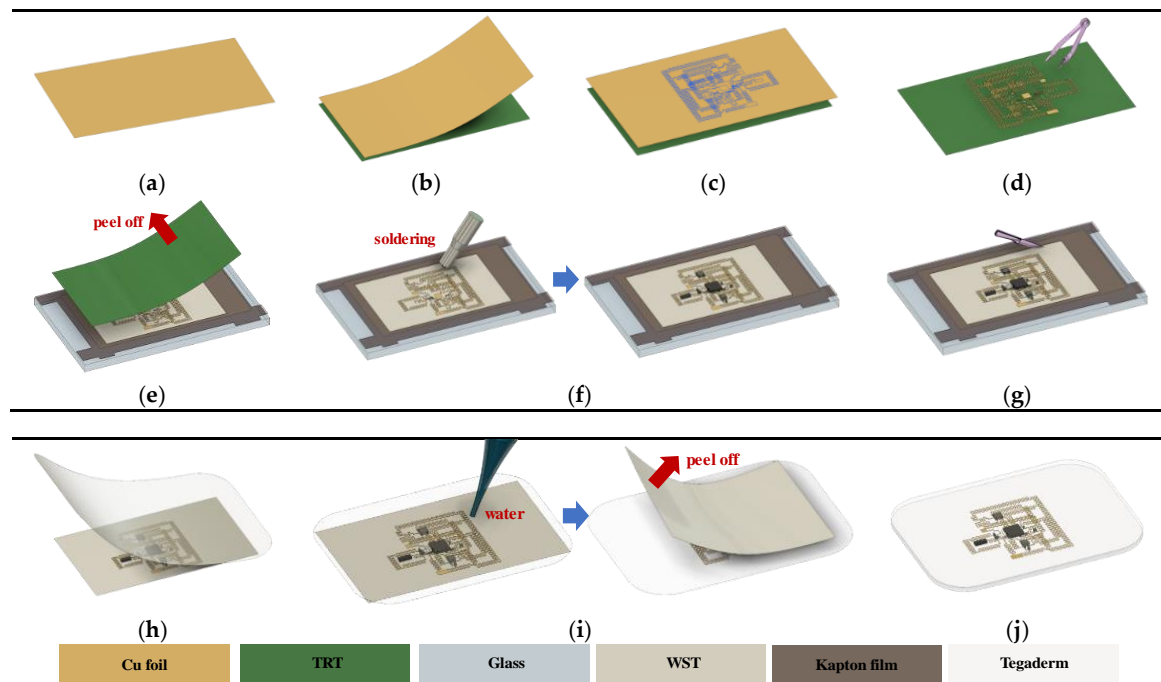 (a) (b) (c) (d)
peel off
soldering
(e) (f) (g)
water
peel off
(h) (i) (j)
Cu foil TRT Glass WST Kapton film Tegaderm